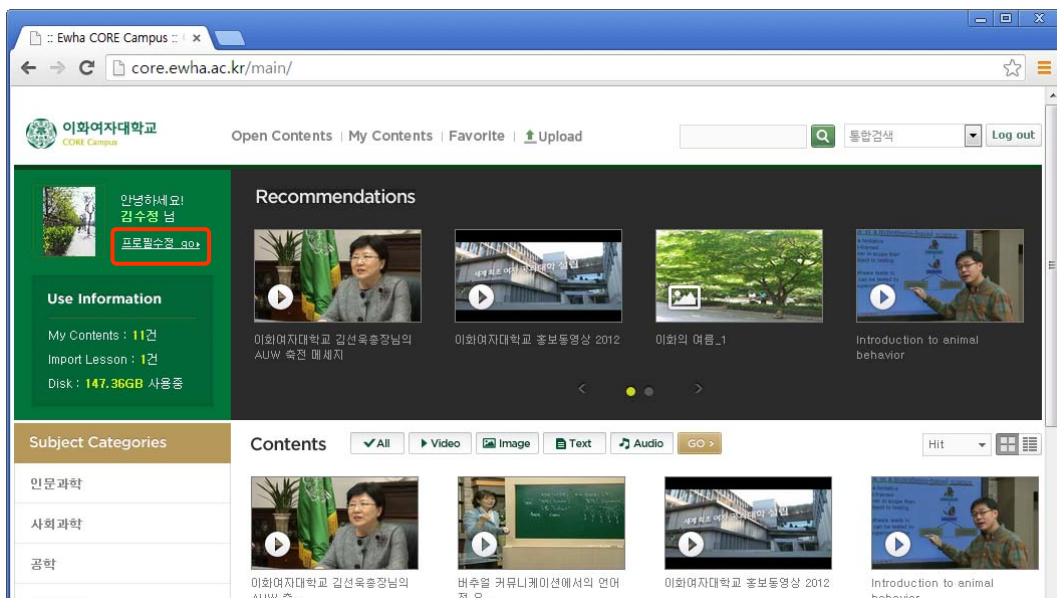 :: Ewha CORE Campus ::
core.ewha.ac.kr/main/
이화여자대학교
CORE Campus
Open Contents | My Contents | Favorite | Upload
통합검색
Log out
안녕하세요!
김수정 님
프로필수정 go
Use Information
My Contents : 11건
Import Lesson : 1건
Disk : 147.36GB 사용중
Recommendations
이화여자대학교 김선욱총장님의
AUW 축전 메세지
이화여자대학교 홍보동영상 2012
이화의 여름_1
Introduction to animal
behavior
Subject Categories
인문과학
사회과학
공학
Contents
All
Video
Image
Text
Audio
GO >
Hit
이화여자대학교 김선욱총장님의
버추얼 커뮤니케이션에서의 언어
이화여자대학교 홍보동영상 2012
Introduction to animal
behavior